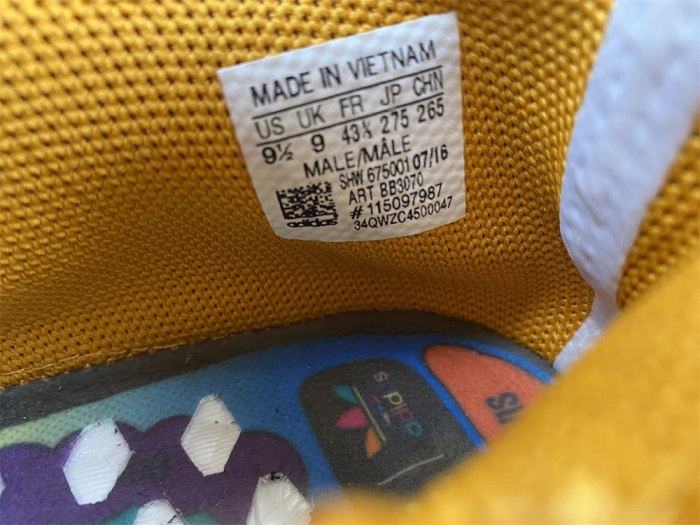 MADE IN VIETNAM
US UK FR JP CHN
9½ 9 43⅓ 275 265
MALE/MÂLE
SHW 675001 07/16
ART BB3070
#115097987
adidas
34QWZC4500047
adidas